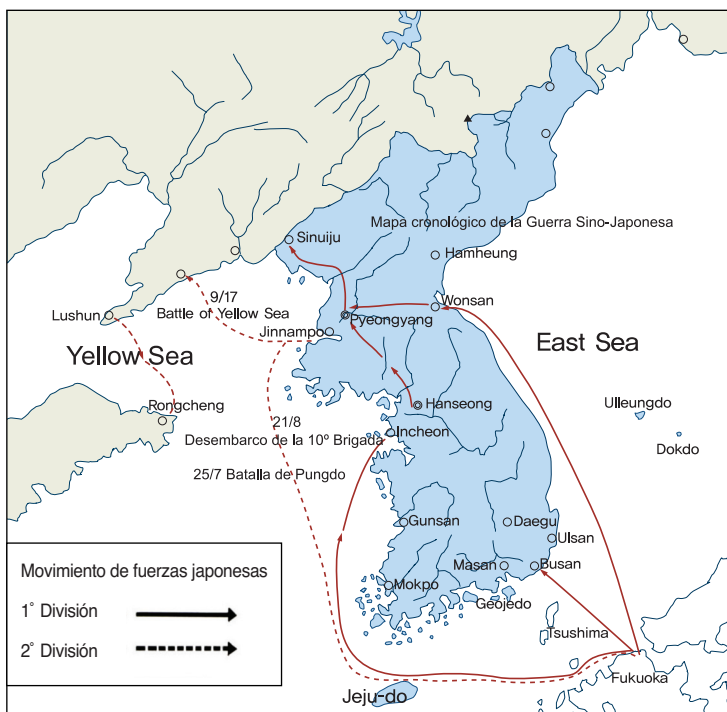 Mapa cronológico de la Guerra Sino-Japonesa
Sinuiju
Hamheung
9/17
Battle of Yellow Sea
Wonsan
Lushun
Pyeongyang
Jinnampo
Yellow Sea
East Sea
Rongcheng
Hanseong
Ulleungdo
21/8
Desembarco de la 10º Brigada
Incheon
Dokdo
25/7 Batalla de Pungdo
Gunsan
Daegu
Ulsan
Masan
Busan
Mokpo
Geojedo
Tsushima
Fukuoka
Jeju-do
Movimiento de fuerzas japonesas
1° División
2° División